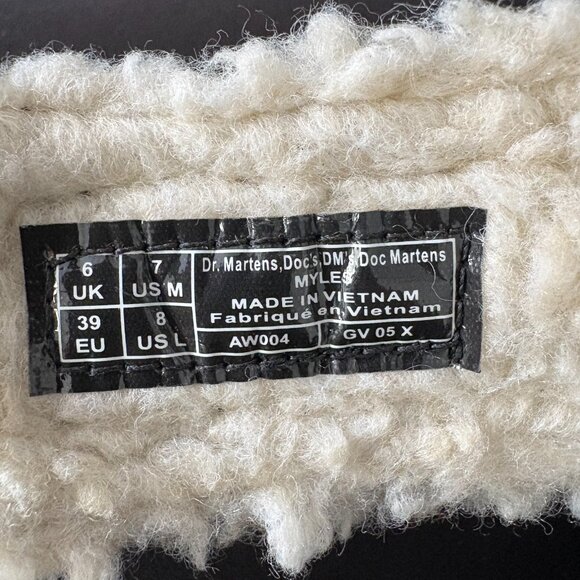 6 UK
7 US M
39 EU
8 US L
Dr. Martens,Doc's,DM's,Doc Martens
MYLES
MADE IN VIETNAM
Fabriqué en Vietnam
AW004
GV 05 X